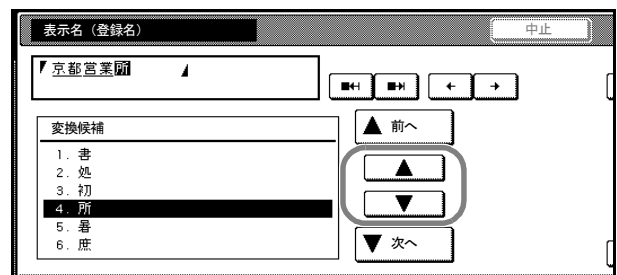 表示名（登録名）
中止
京都営業所
変換候補
前へ
1. 書
2. 処
3. 初
4. 所
5. 暑
6. 庶
次へ